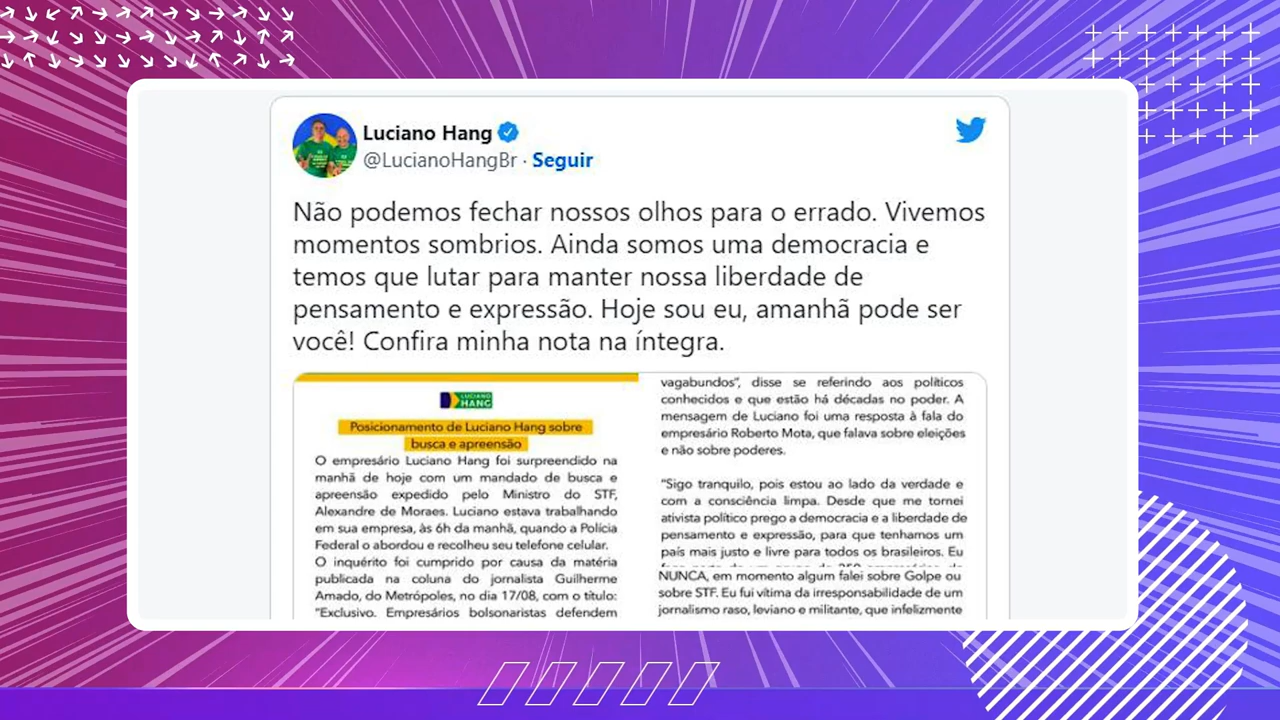 Luciano Hang
@LucianoHangBr · Seguir
Não podemos fechar nossos olhos para o errado. Vivemos
momentos sombrios. Ainda somos uma democracia e
temos que lutar para manter nossa liberdade de
pensamento e expressão. Hoje sou eu, amanhã pode ser
você! Confira minha nota na íntegra.
LUCIANO
HANG
Posicionamento de Luciano Hang sobre
busca e apreensão
O empresário Luciano Hang foi surpreendido na
manhã de hoje com um mandado de busca e
apreensão expedido pelo Ministro do STF,
Alexandre de Moraes. Luciano estava trabalhando
em sua empresa, às 6h da manhã, quando a Polícia
Federal o abordou e recolheu seu telefone celular.
O inquérito foi cumprido por causa da matéria
publicada na coluna do jornalista Guilherme
Amado, do Metrópoles, no dia 17/08, com o título:
"Exclusivo. Empresários bolsonaristas defendem
vagabundos", disse se referindo aos políticos
conhecidos e que estão há décadas no poder. A
mensagem de Luciano foi uma resposta à fala do
empresário Roberto Mota, que falava sobre eleições
e não sobre poderes.
"Sigo tranquilo, pois estou ao lado da verdade e
com a consciência limpa. Desde que me tornei
ativista político prego a democracia e a liberdade de
pensamento e expressão, para que tenhamos um
país mais justo e livre para todos os brasileiros. Eu
NUNCA, em momento algum falei sobre Golpe ou
sobre STF. Eu fui vítima da irresponsabilidade de um
jornalismo raso, leviano e militante, que infelizmente